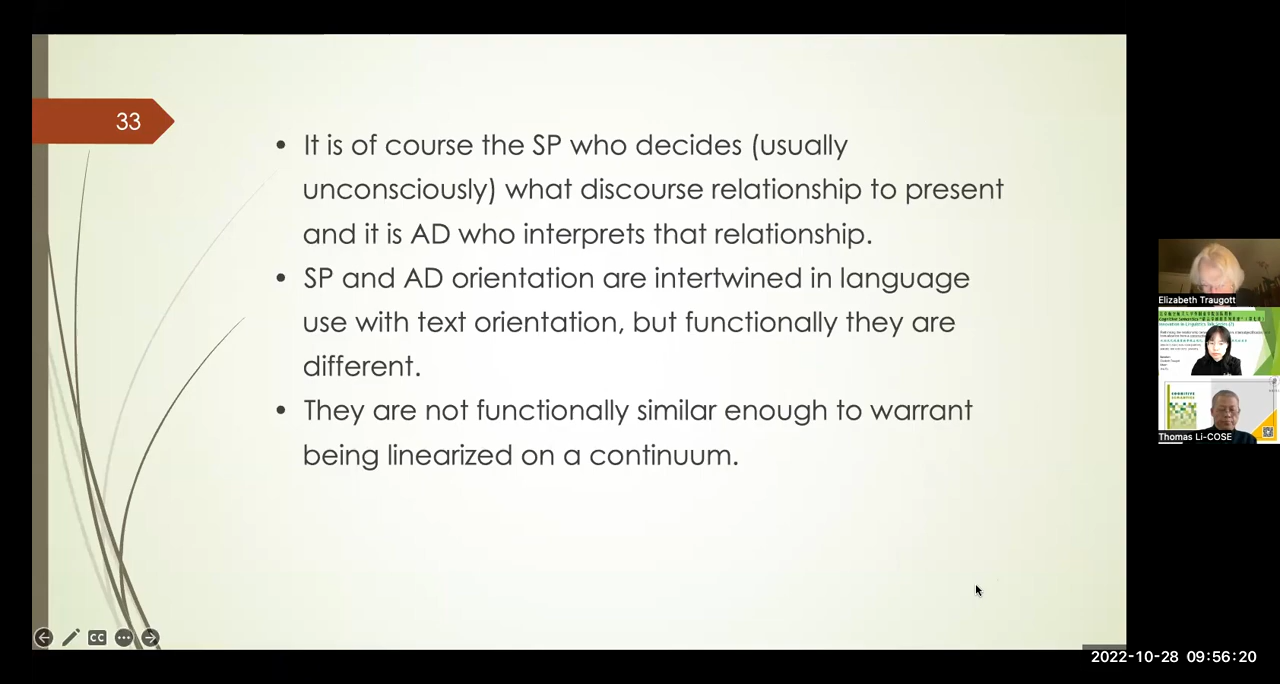 33
• It is of course the SP who decides (usually
unconsciously) what discourse relationship to present
and it is AD who interprets that relationship.
• SP and AD orientation are intertwined in language
use with text orientation, but functionally they are
different.
• They are not functionally similar enough to warrant
being linearized on a continuum.
Elizabeth Traugott
Thomas Li-COSE
CC
2022-10-28 09:56:20